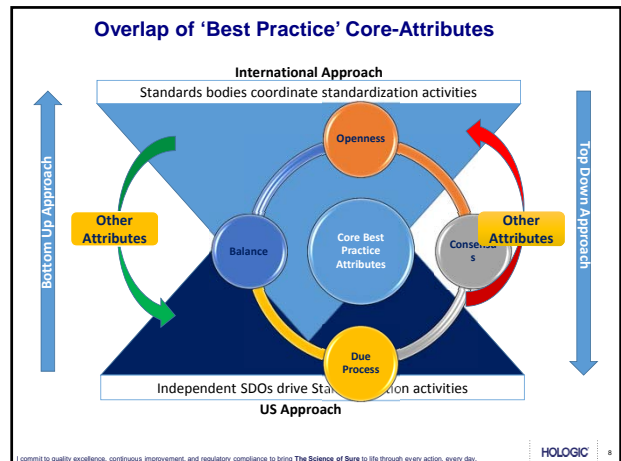 Overlap of ‘Best Practice’ Core-Attributes
International Approach
Standards bodies coordinate standardization activities
Openness
Bottom Up Approach
Top Down Approach
Other
Attributes
Balance
Core Best
Practice
Attributes
Consensu
s
Other
Attributes
Due
Process
Independent SDOs drive Sta tion activities
US Approach
I commit to quality excellence, continuous improvement, and regulatory compliance to bring The Science of Sure to life through every action, every day.
HOLOGIC®
8